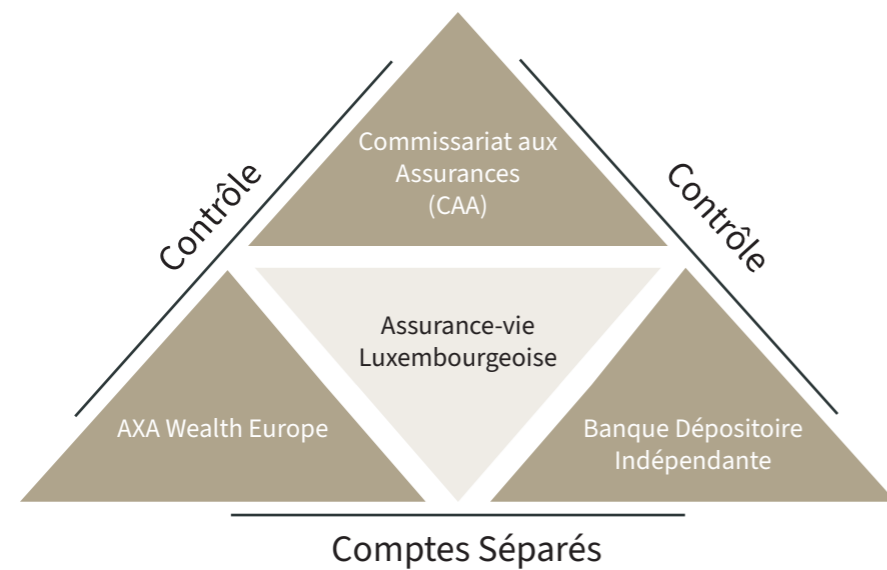 Commissariat aux
Assurances
(CAA)
Contrôle
Contrôle
Assurance-vie
Luxembourgeoise
AXA Wealth Europe
Banque Dépositoire
Indépendante
Comptes Séparés